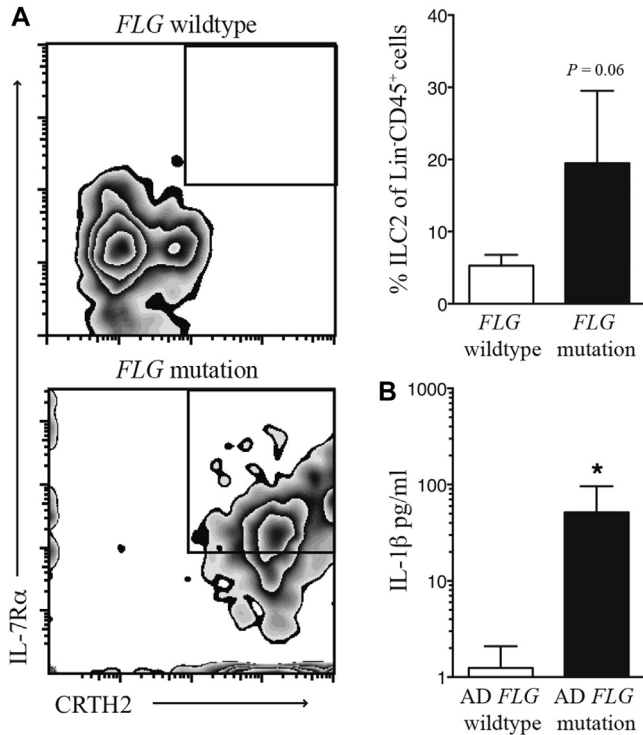 A
FLG wildtype
FLG mutation
IL-7Rα
CRTH2
% ILC2 of Lin⁻CD45⁺ cells
40
30
20
10
0
P = 0.06
FLG wildtype
FLG mutation
B
IL-1β pg/ml
1000
100
10
1
*
AD FLG wildtype
AD FLG mutation